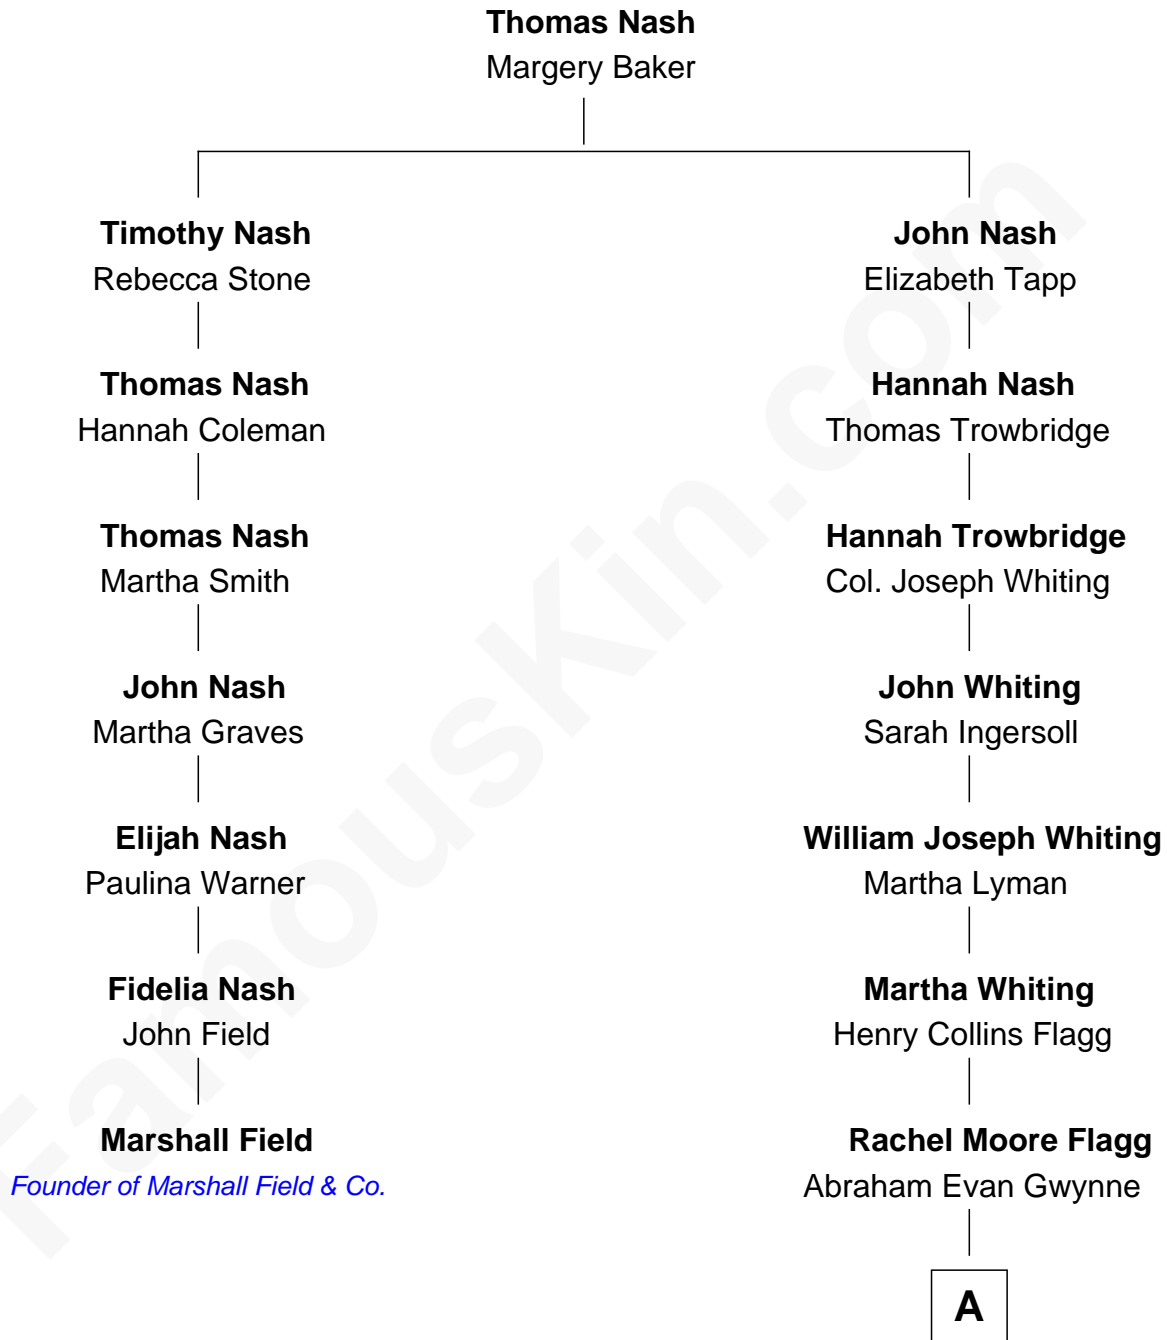 Thomas Nash
Margery Baker
Timothy Nash
Rebecca Stone
John Nash
Elizabeth Tapp
Thomas Nash
Hannah Coleman
Hannah Nash
Thomas Trowbridge
Thomas Nash
Martha Smith
Hannah Trowbridge
Col. Joseph Whiting
John Nash
Martha Graves
John Whiting
Sarah Ingersoll
Elijah Nash
Paulina Warner
William Joseph Whiting
Martha Lyman
Fidelia Nash
John Field
Martha Whiting
Henry Collins Flagg
Marshall Field
Founder of Marshall Field & Co.
Rachel Moore Flagg
Abraham Evan Gwynne
A
FamousKin.com